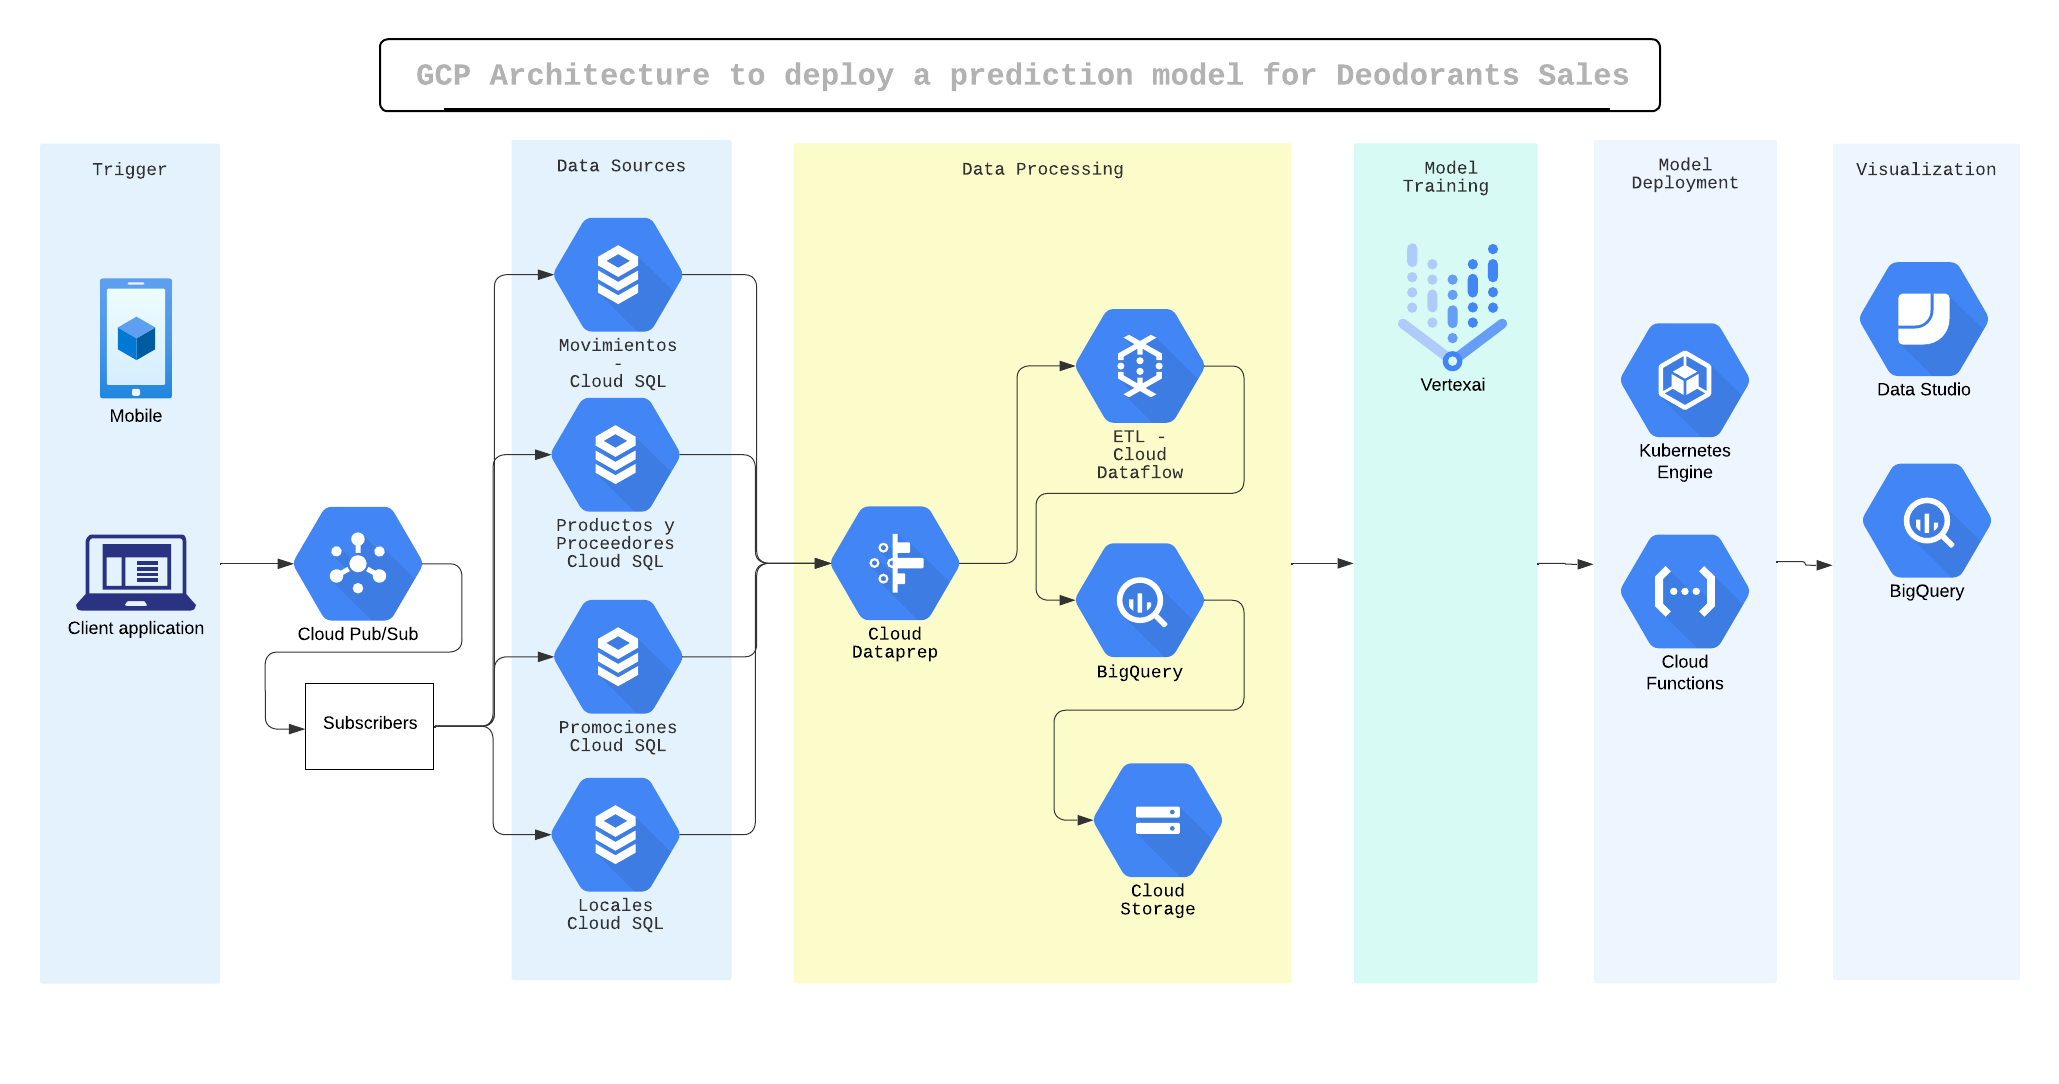 GCP Architecture to deploy a prediction model for Deodorants Sales
Trigger
Mobile
Client application
Cloud Pub/Sub
Subscribers
Data Sources
Movimientos
-
Cloud SQL
Productos y
Proceedores
Cloud SQL
Promociones
Cloud SQL
Locales
Cloud SQL
Data Processing
Cloud
Dataprep
ETL -
Cloud
Dataflow
BigQuery
Cloud
Storage
Model
Training
Vertexai
Model
Deployment
Kubernetes
Engine
Cloud
Functions
Visualization
Data Studio
BigQuery